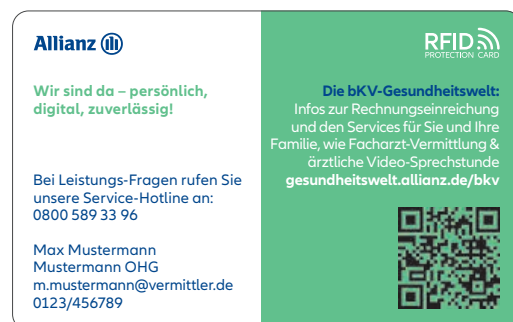 Allianz
Wir sind da – persönlich,
digital, zuverlässig!
Bei Leistungs-Fragen rufen Sie
unsere Service-Hotline an:
0800 589 33 96
Max Mustermann
Mustermann OHG
m.mustermann@vermittler.de
0123/456789
RFID
PROTECTION CARD
Die bKV-Gesundheitswelt:
Infos zur Rechnungseinreichung
und den Services für Sie und Ihre
Familie, wie Facharzt-Vermittlung &
ärztliche Video-Sprechstunde
gesundheitswelt.allianz.de/bkv